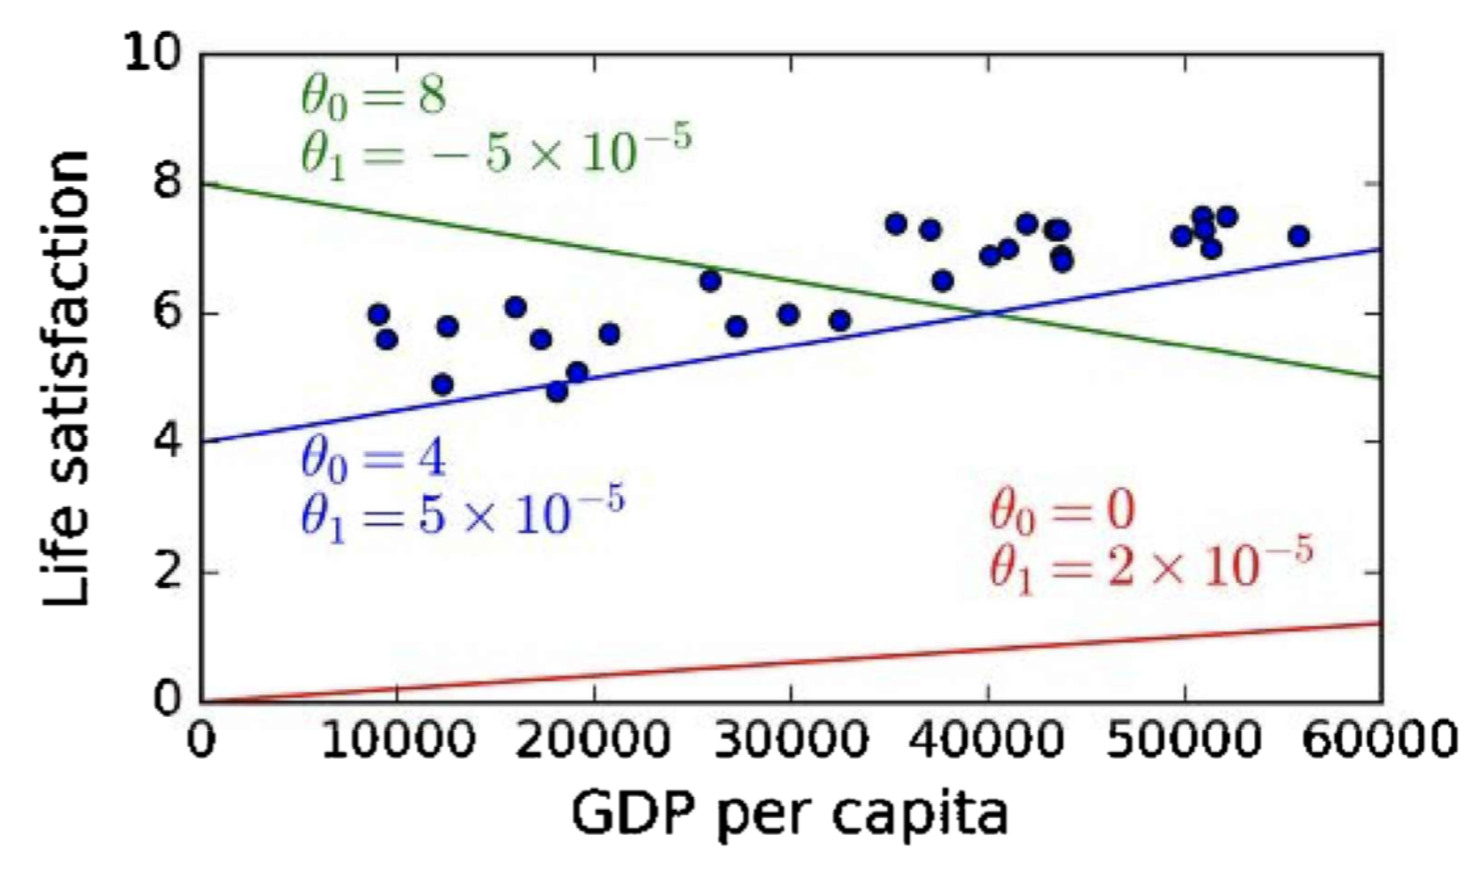 10
θ₀ = 8
θ₁ = − 5 × 10⁻⁵
8
6
4
θ₀ = 4
θ₁ = 5 × 10⁻⁵
θ₀ = 0
θ₁ = 2 × 10⁻⁵
2
0
Life satisfaction
0 10000 20000 30000 40000 50000 60000
GDP per capita